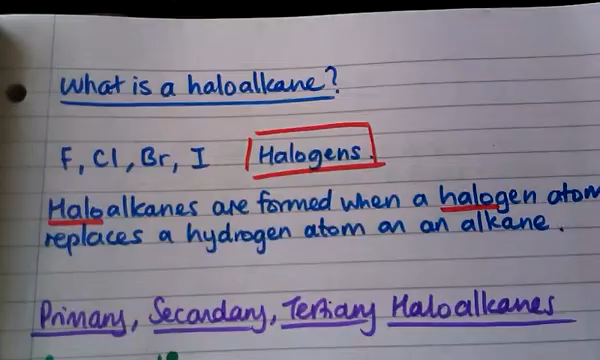 What is a haloalkane?
F, Cl, Br, I Halogens.
Haloalkanes are formed when a halogen atom
replaces a hydrogen atom on an alkane.
Primary, Secondary, Tertiary Haloalkanes